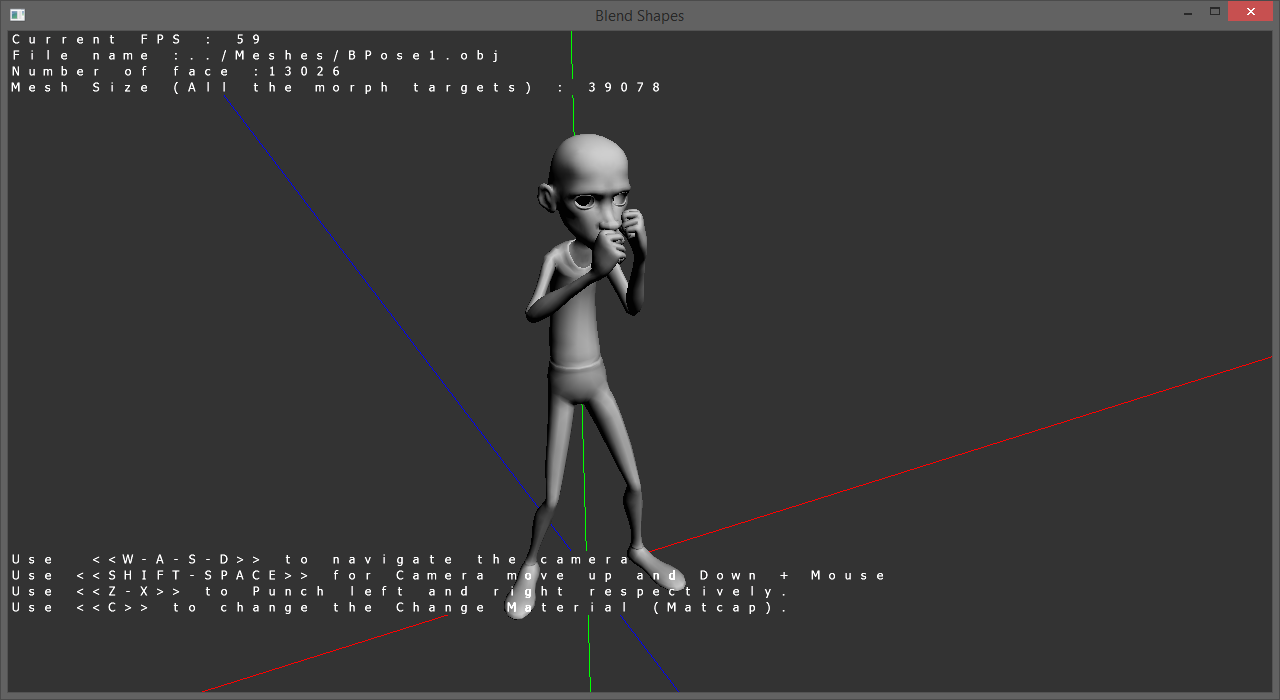 Blend Shapes
Current FPS : 59
File name :../Meshes/BPose1.obj
Number of face :13026
Mesh Size (All the morph targets) : 39078
Use <<W-A-S-D>> to navigate the camera
Use <<SHIFT-SPACE>> for Camera move up and Down + Mouse
Use <<Z-X>> to Punch left and right respectively.
Use <<C>> to change the Change Material (Matcap).